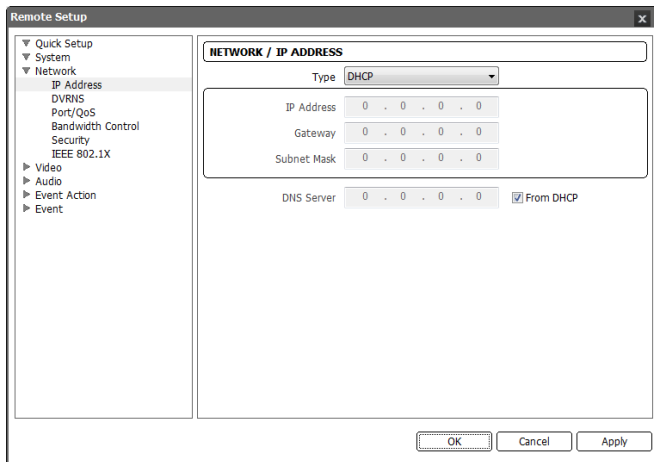 Remote Setup
x
Quick Setup
System
Network
IP Address
DVRNS
Port/QoS
Bandwidth Control
Security
IEEE 802.1X
Video
Audio
Event Action
Event
NETWORK / IP ADDRESS
Type DHCP
IP Address 0 . 0 . 0 . 0
Gateway 0 . 0 . 0 . 0
Subnet Mask 0 . 0 . 0 . 0
DNS Server 0 . 0 . 0 . 0 From DHCP
OK Cancel Apply